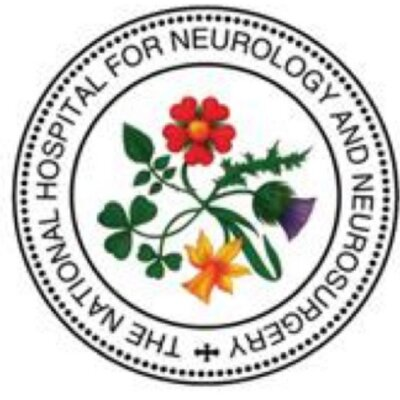 THE NATIONAL HOSPITAL FOR NEUROLOGY AND NEUROSURGERY